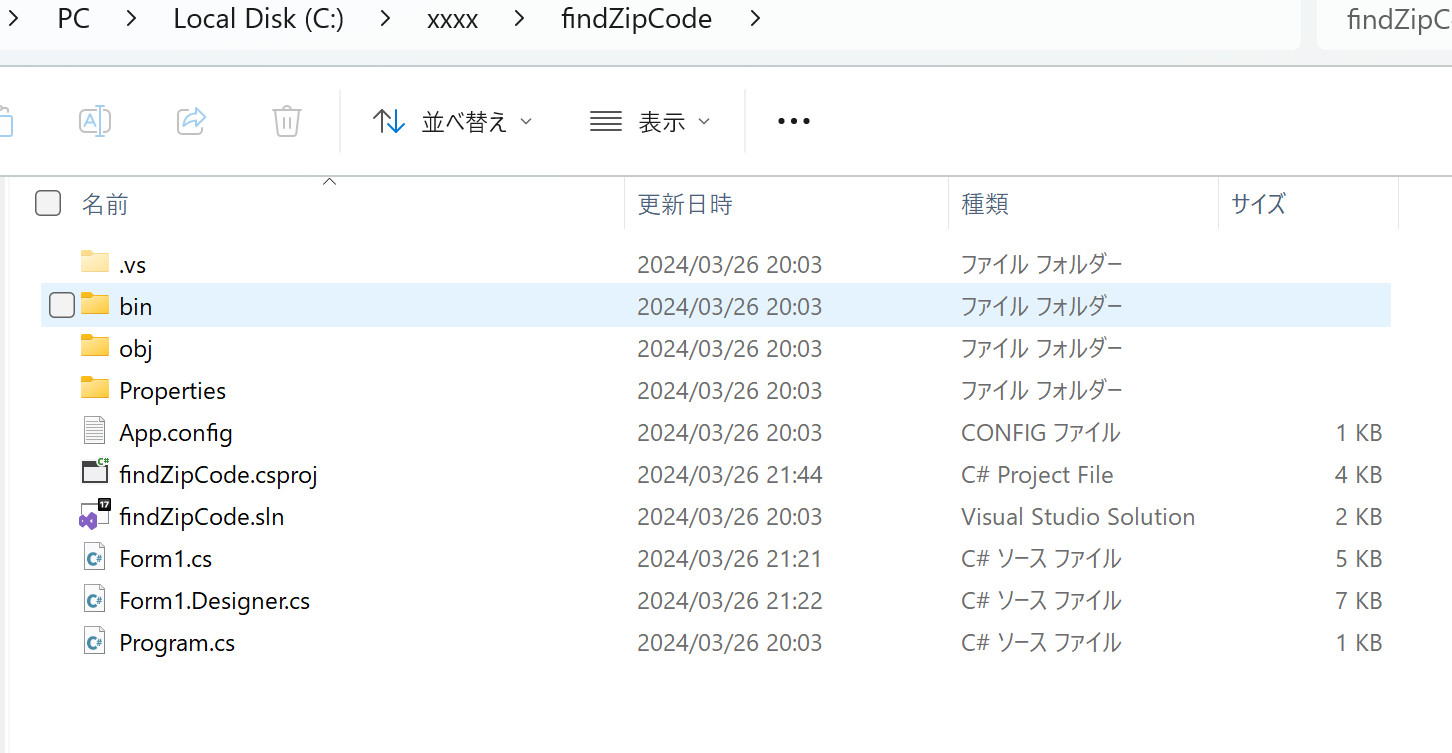 PC > Local Disk (C:) > xxxx > findZipCode >
findZipC
並べ替え 表示
名前 更新日時 種類 サイズ
.vs 2024/03/26 20:03 ファイル フォルダー
bin 2024/03/26 20:03 ファイル フォルダー
obj 2024/03/26 20:03 ファイル フォルダー
Properties 2024/03/26 20:03 ファイル フォルダー
App.config 2024/03/26 20:03 CONFIG ファイル 1 KB
findZipCode.csproj 2024/03/26 21:44 C# Project File 4 KB
findZipCode.sln 2024/03/26 20:03 Visual Studio Solution 2 KB
Form1.cs 2024/03/26 21:21 C# ソース ファイル 5 KB
Form1.Designer.cs 2024/03/26 21:22 C# ソース ファイル 7 KB
Program.cs 2024/03/26 20:03 C# ソース ファイル 1 KB